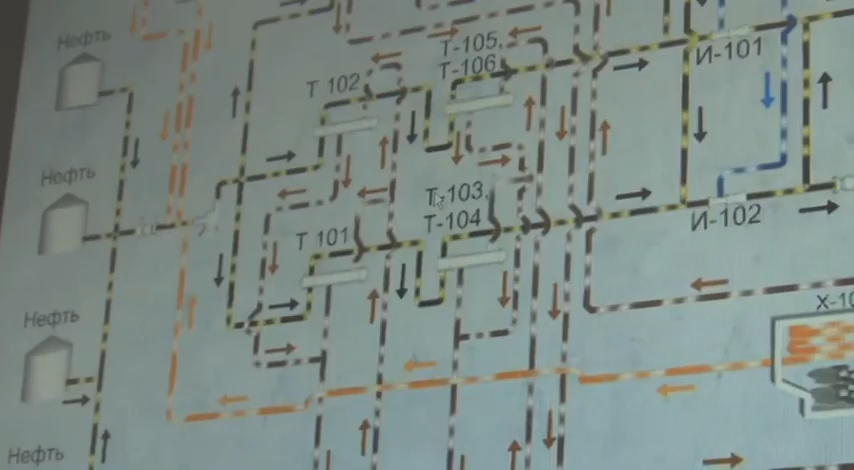 Нефть
Т-105,
Т-106
И-101
Т 102
Нефть
Т-103,
Т-104
И-102
Т 101
Нефть
Нефть